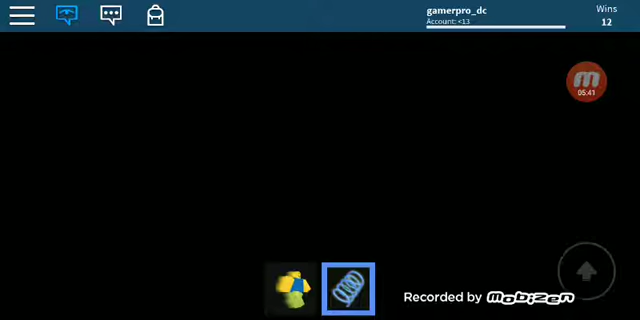 gamerpro_dc
Account: <13
Wins
12
05:41
Recorded by Mobizen